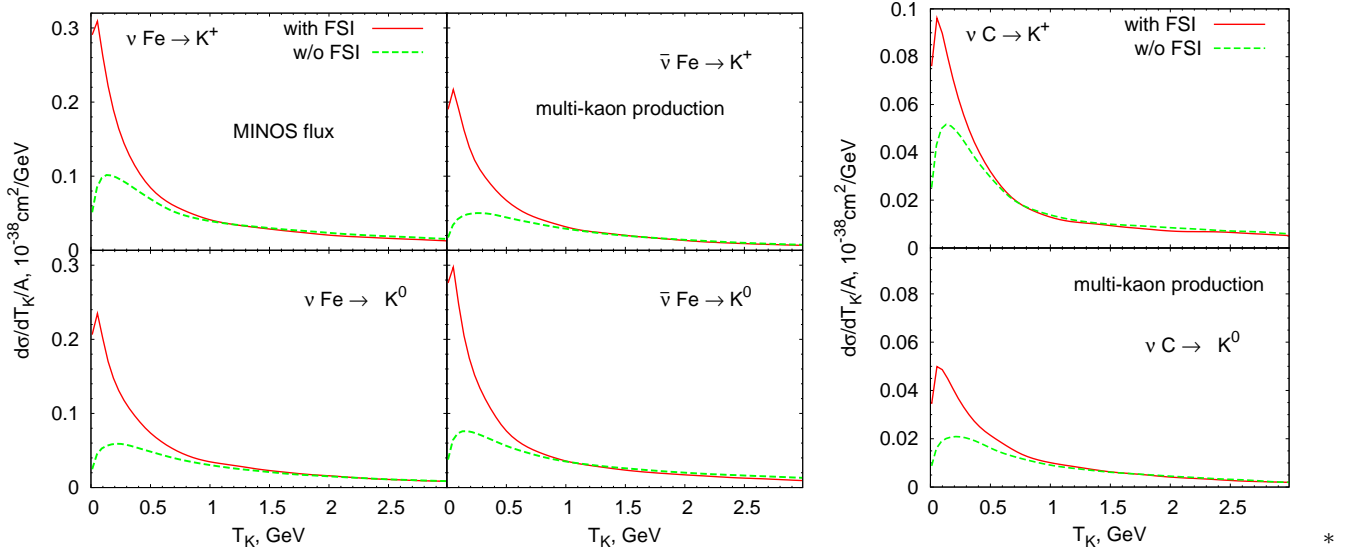 0.3
0.2
0.1
0
ν Fe → K⁺
with FSI
w/o FSI
MINOS flux
ν̄ Fe → K⁺
multi-kaon production
0.3
0.2
0.1
0
ν Fe → K⁰
ν̄ Fe → K⁰
dσ/dT_K/A, 10⁻³⁸cm²/GeV
0 0.5 1 1.5 2 2.5
0 0.5 1 1.5 2 2.5
T_K, GeV
T_K, GeV
0.1
0.08
0.06
0.04
0.02
0
ν C → K⁺
with FSI
w/o FSI
0.08
0.06
0.04
0.02
0
multi-kaon production
ν C → K⁰
dσ/dT_K/A, 10⁻³⁸cm²/GeV
0 0.5 1 1.5 2 2.5
T_K, GeV
*